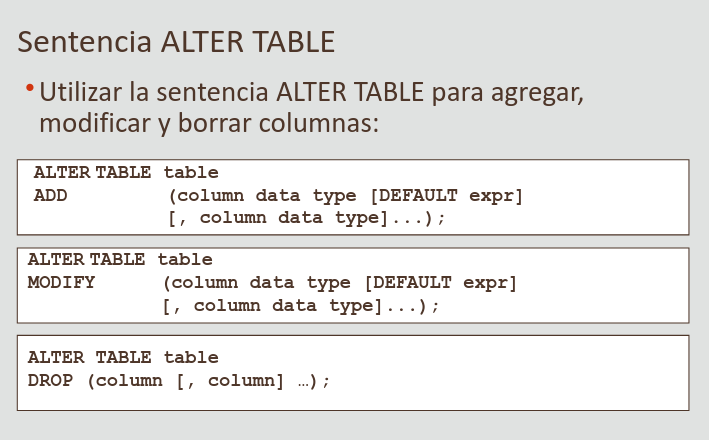 Sentencia ALTER TABLE
• Utilizar la sentencia ALTER TABLE para agregar,
modificar y borrar columnas:
ALTER TABLE table
ADD (column data type [DEFAULT expr]
[, column data type]...);
ALTER TABLE table
MODIFY (column data type [DEFAULT expr]
[, column data type]...);
ALTER TABLE table
DROP (column [, column] …);